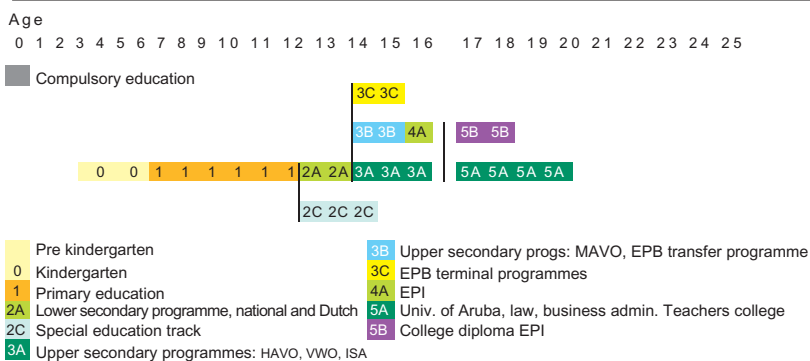 Age
0 1 2 3 4 5 6 7 8 9 10 11 12 13 14 15 16 17 18 19 20 21 22 23 24 25
Compulsory education
3C 3C
3B 3B 4A 5B 5B
0 0 1 1 1 1 1 1 2A 2A 3A 3A 3A 5A 5A 5A 5A
2C 2C 2C
Pre kindergarten
0 Kindergarten
1 Primary education
2A Lower secondary programme, national and Dutch
2C Special education track
3A Upper secondary programmes: HAVO, VWO, ISA
3B Upper secondary progs: MAVO, EPB transfer programme
3C EPB terminal programmes
4A EPI
5A Univ. of Aruba, law, business admin. Teachers college
5B College diploma EPI